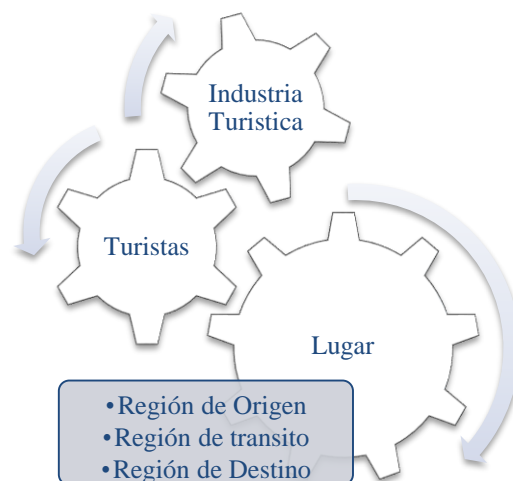 Industria
Turistica
Turistas
Lugar
•Región de Origen
•Región de transito
•Región de Destino